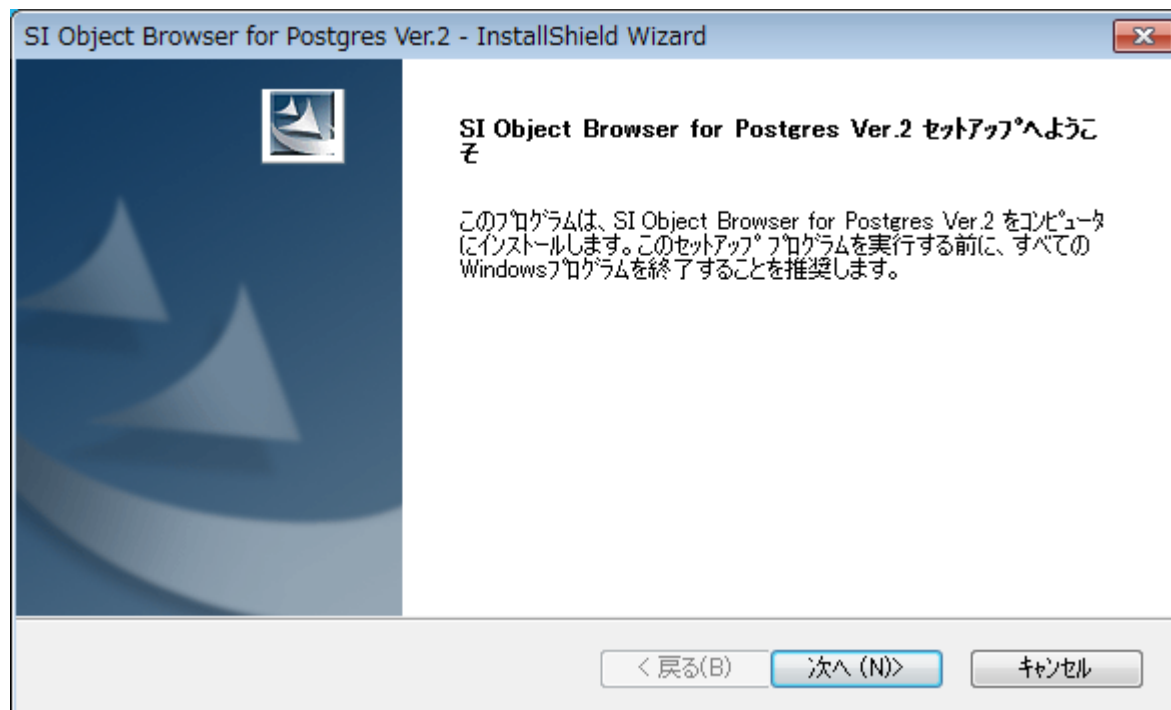 SI Object Browser for Postgres Ver.2 - InstallShield Wizard
SI Object Browser for Postgres Ver.2 ｾｯﾄｱｯﾌﾟへようこ
そ
このﾌﾟﾛｸﾞﾗﾑは、SI Object Browser for Postgres Ver.2 をｺﾝﾋﾟｭｰﾀ
にｲﾝｽﾄｰﾙします。このｾｯﾄｱｯﾌﾟ ﾌﾟﾛｸﾞﾗﾑを実行する前に、すべての
Windowsﾌﾟﾛｸﾞﾗﾑを終了することを推奨します。
< 戻る(B)
次へ (N)>
ｷｬﾝｾﾙ